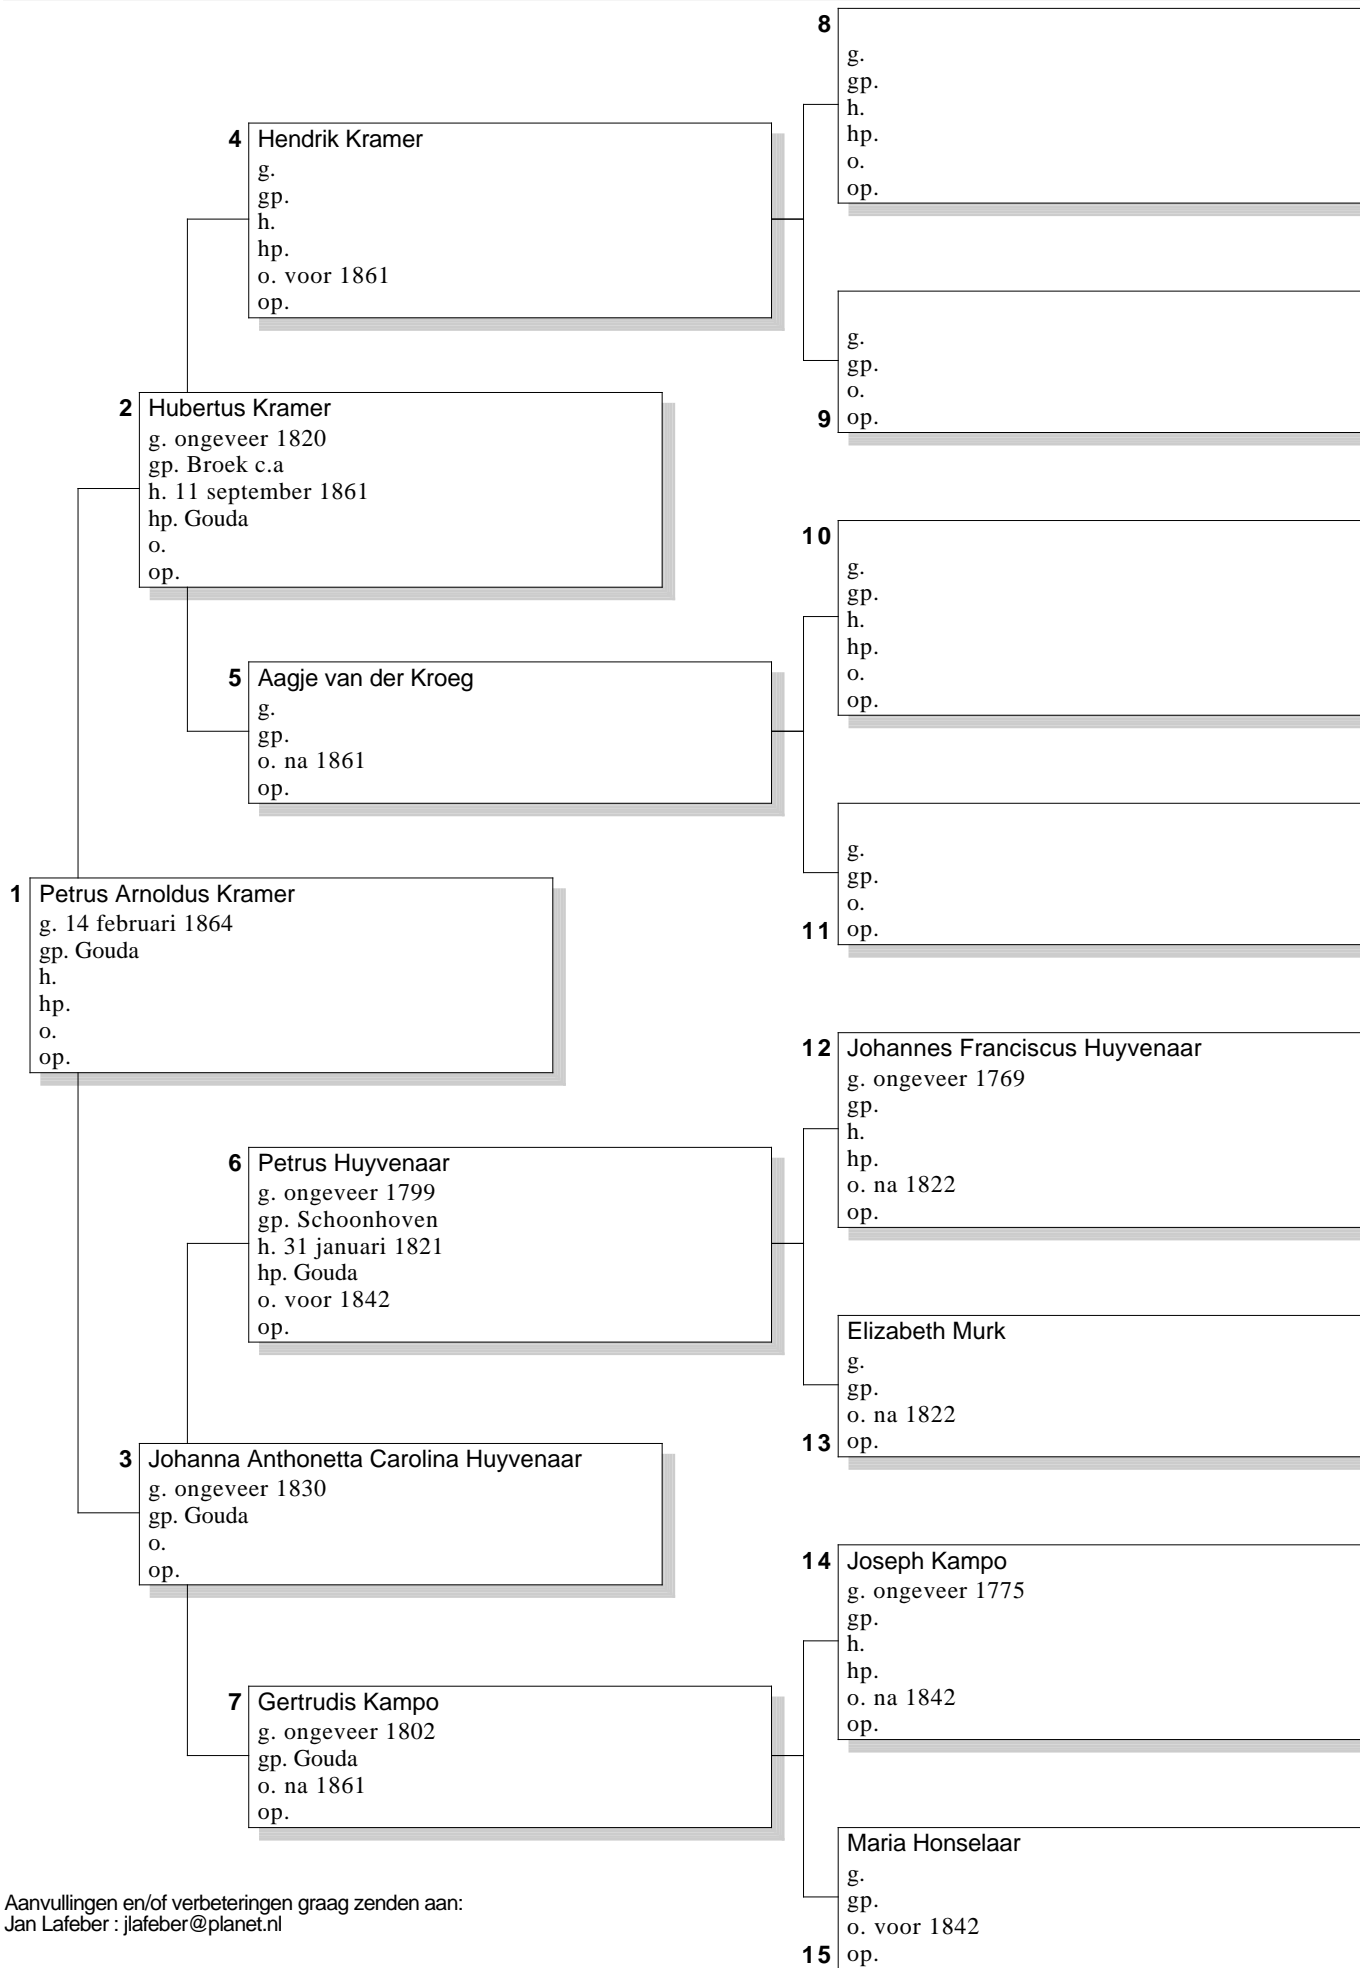 8
g.
gp.
h.
hp.
o.
op.
4 Hendrik Kramer
g.
gp.
h.
hp.
o. voor 1861
op.
g.
gp.
o.
9 op.
2 Hubertus Kramer
g. ongeveer 1820
gp. Broek c.a
h. 11 september 1861
hp. Gouda
o.
op.
10
g.
gp.
h.
hp.
o.
op.
5 Aagje van der Kroeg
g.
gp.
o. na 1861
op.
g.
gp.
o.
11 op.
1 Petrus Arnoldus Kramer
g. 14 februari 1864
gp. Gouda
h.
hp.
o.
op.
12 Johannes Franciscus Huyvenaar
g. ongeveer 1769
gp.
h.
hp.
o. na 1822
op.
6 Petrus Huyvenaar
g. ongeveer 1799
gp. Schoonhoven
h. 31 januari 1821
hp. Gouda
o. voor 1842
op.
Elizabeth Murk
g.
gp.
o. na 1822
13 op.
3 Johanna Anthonetta Carolina Huyvenaar
g. ongeveer 1830
gp. Gouda
o.
op.
14 Joseph Kampo
g. ongeveer 1775
gp.
h.
hp.
o. na 1842
op.
7 Gertrudis Kampo
g. ongeveer 1802
gp. Gouda
o. na 1861
op.
Maria Honselaar
g.
gp.
o. voor 1842
15 op.
Aanvullingen en/of verbeteringen graag zenden aan:
Jan Lafeber : jlafeber@planet.nl